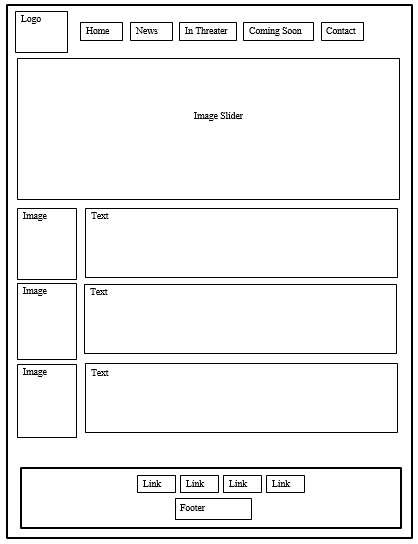 Logo
Home News In Threater Coming Soon Contact
Image Slider
Image Text
Image Text
Image Text
Link Link Link Link
Footer